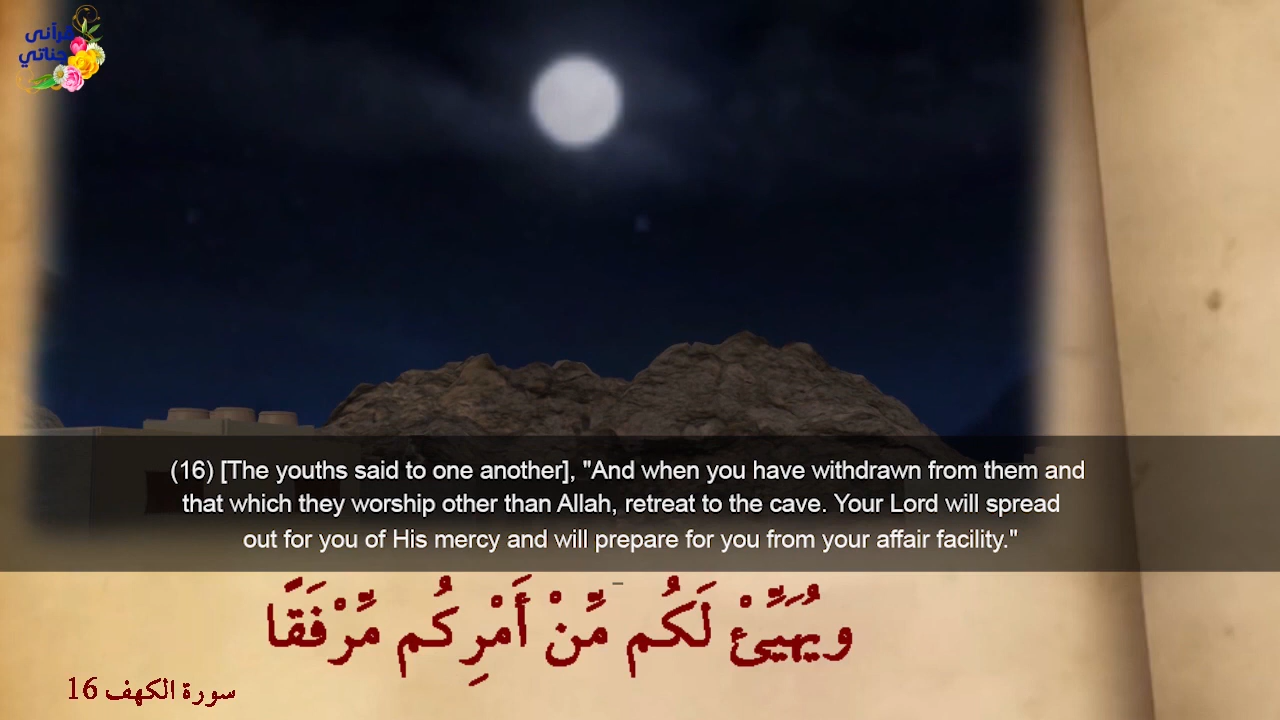 قرآنى
جناتي
(16) [The youths said to one another], "And when you have withdrawn from them and
that which they worship other than Allah, retreat to the cave. Your Lord will spread
out for you of His mercy and will prepare for you from your affair facility."
ويُهَيِّئْ لَكُم مِّنْ أَمْرِكُم مِّرْفَقًا
سورة الكهف 16